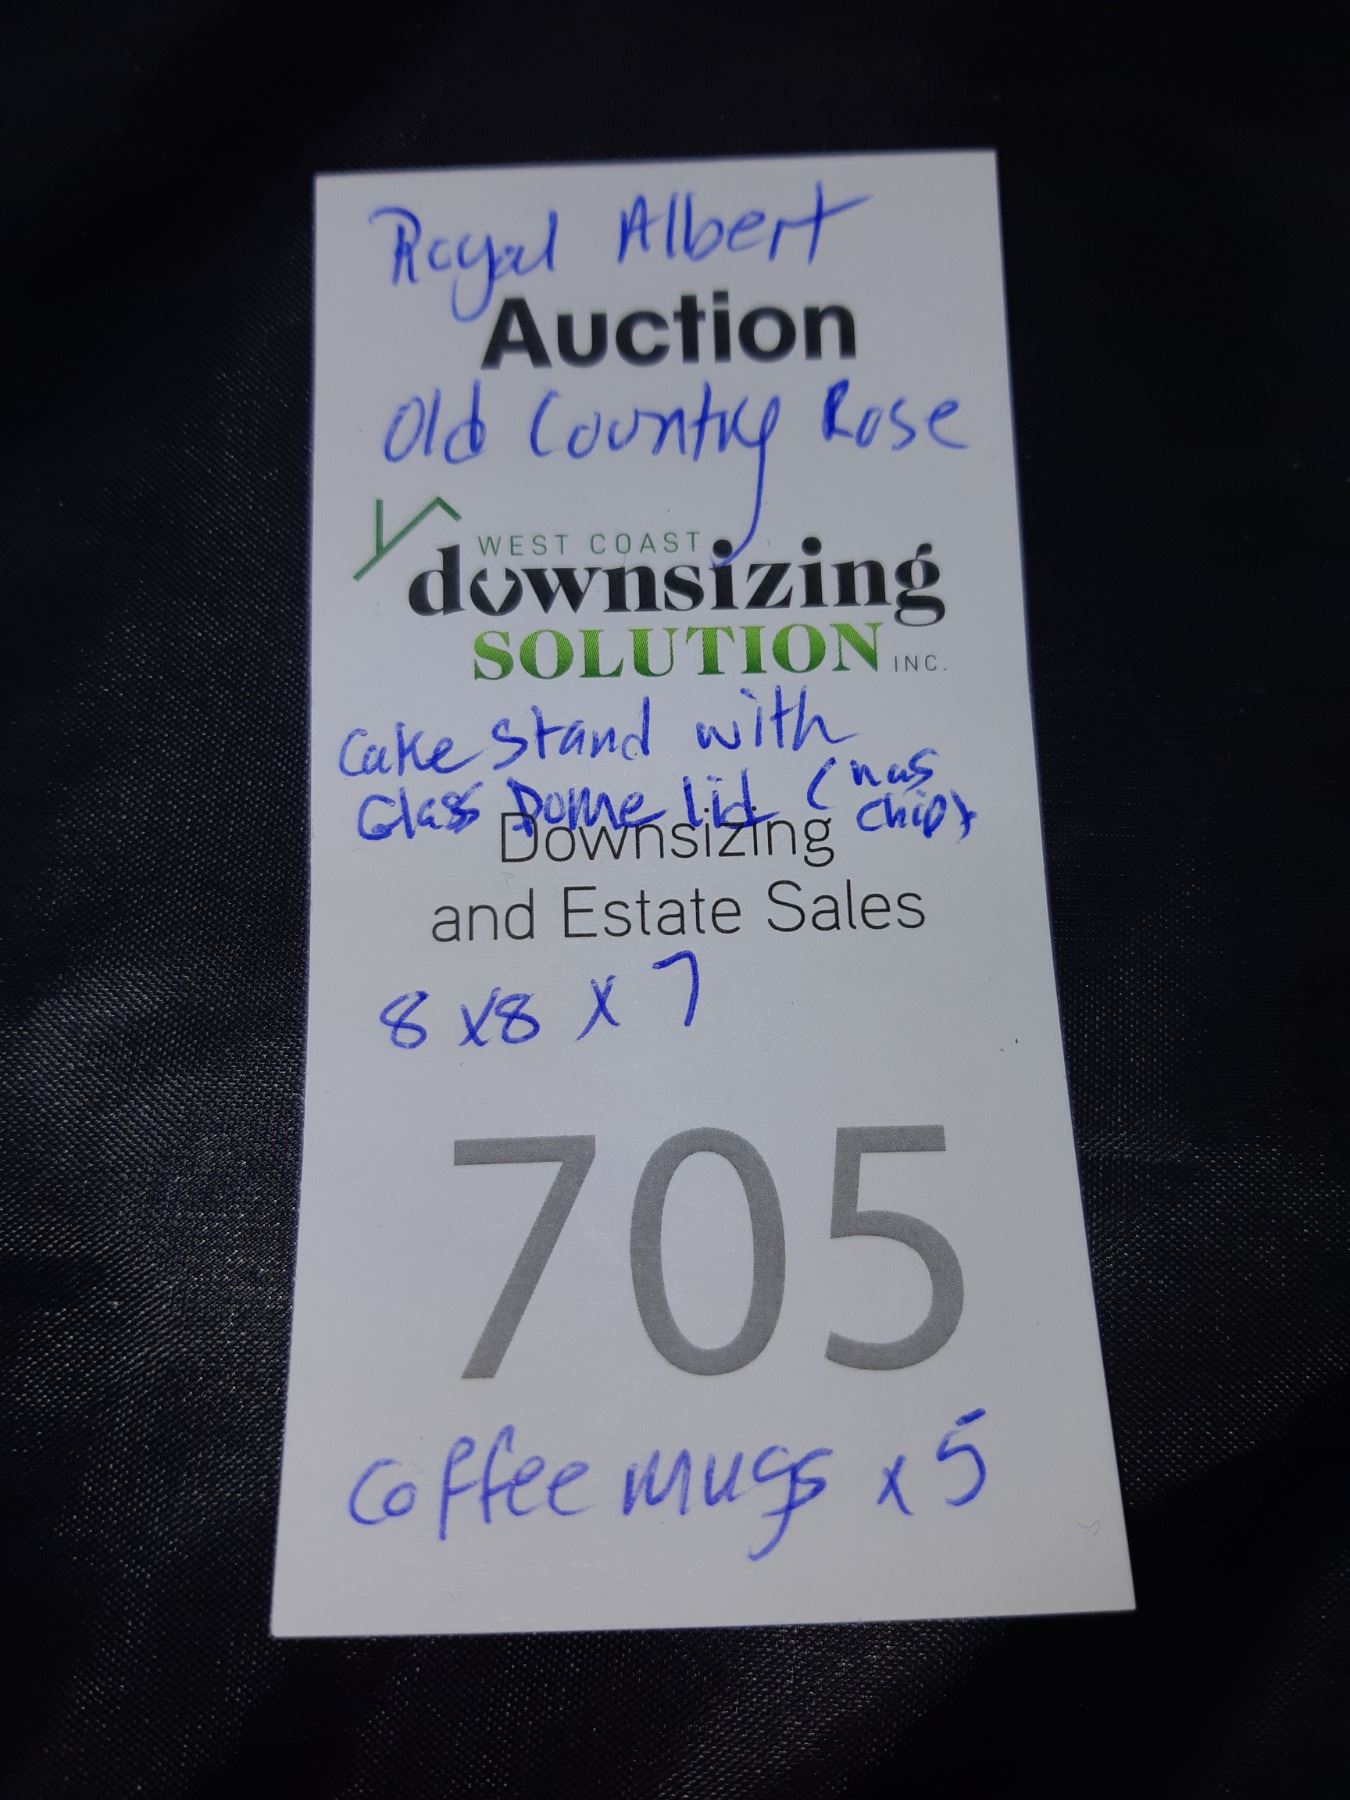 Royal Albert
Auction
Old Country Rose
WEST COAST
downsizing
SOLUTION INC.
Cake Stand with
Glass Dome lid (has
chip)
Downsizing
and Estate Sales
8 x 8 x 7
705
Coffee mugs x 5